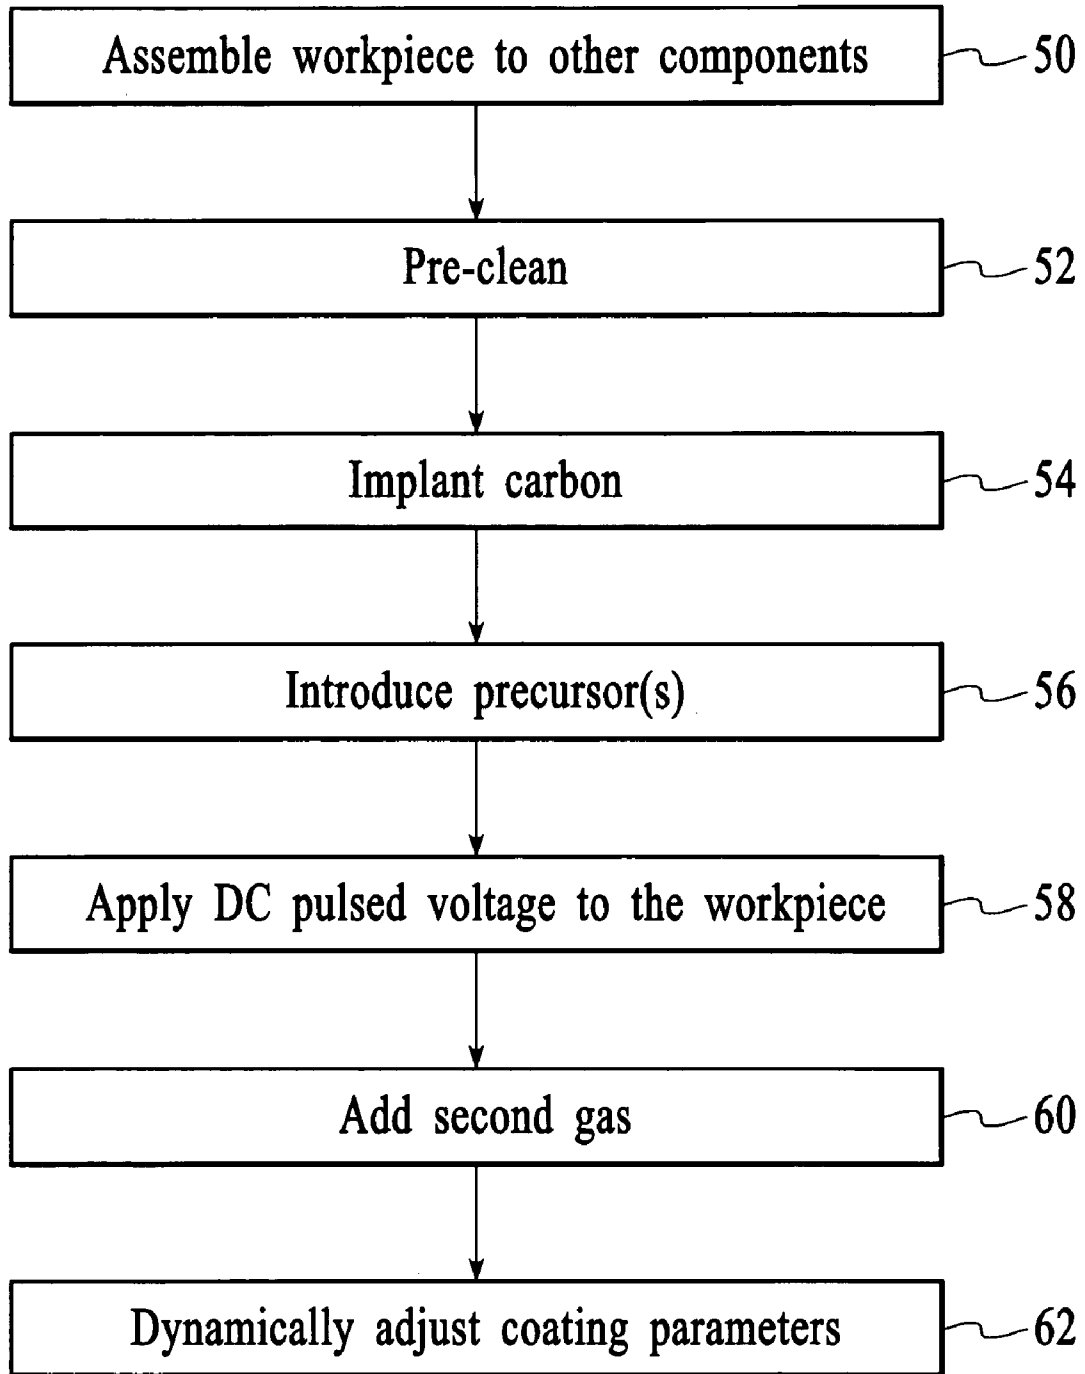 Assemble workpiece to other components 50
Pre-clean 52
Implant carbon 54
Introduce precursor(s) 56
Apply DC pulsed voltage to the workpiece 58
Add second gas 60
Dynamically adjust coating parameters 62